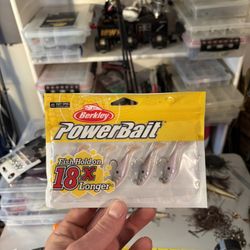 Berkley
PowerBait
Fish Hold on
18X
Longer